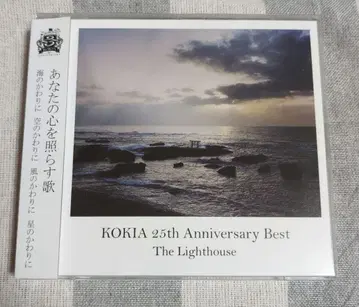 あなたの心を照らす歌
海のかわりに 空のかわりに 風のかわりに 星のかわりに
KOKIA 25th Anniversary Best
The Lighthouse